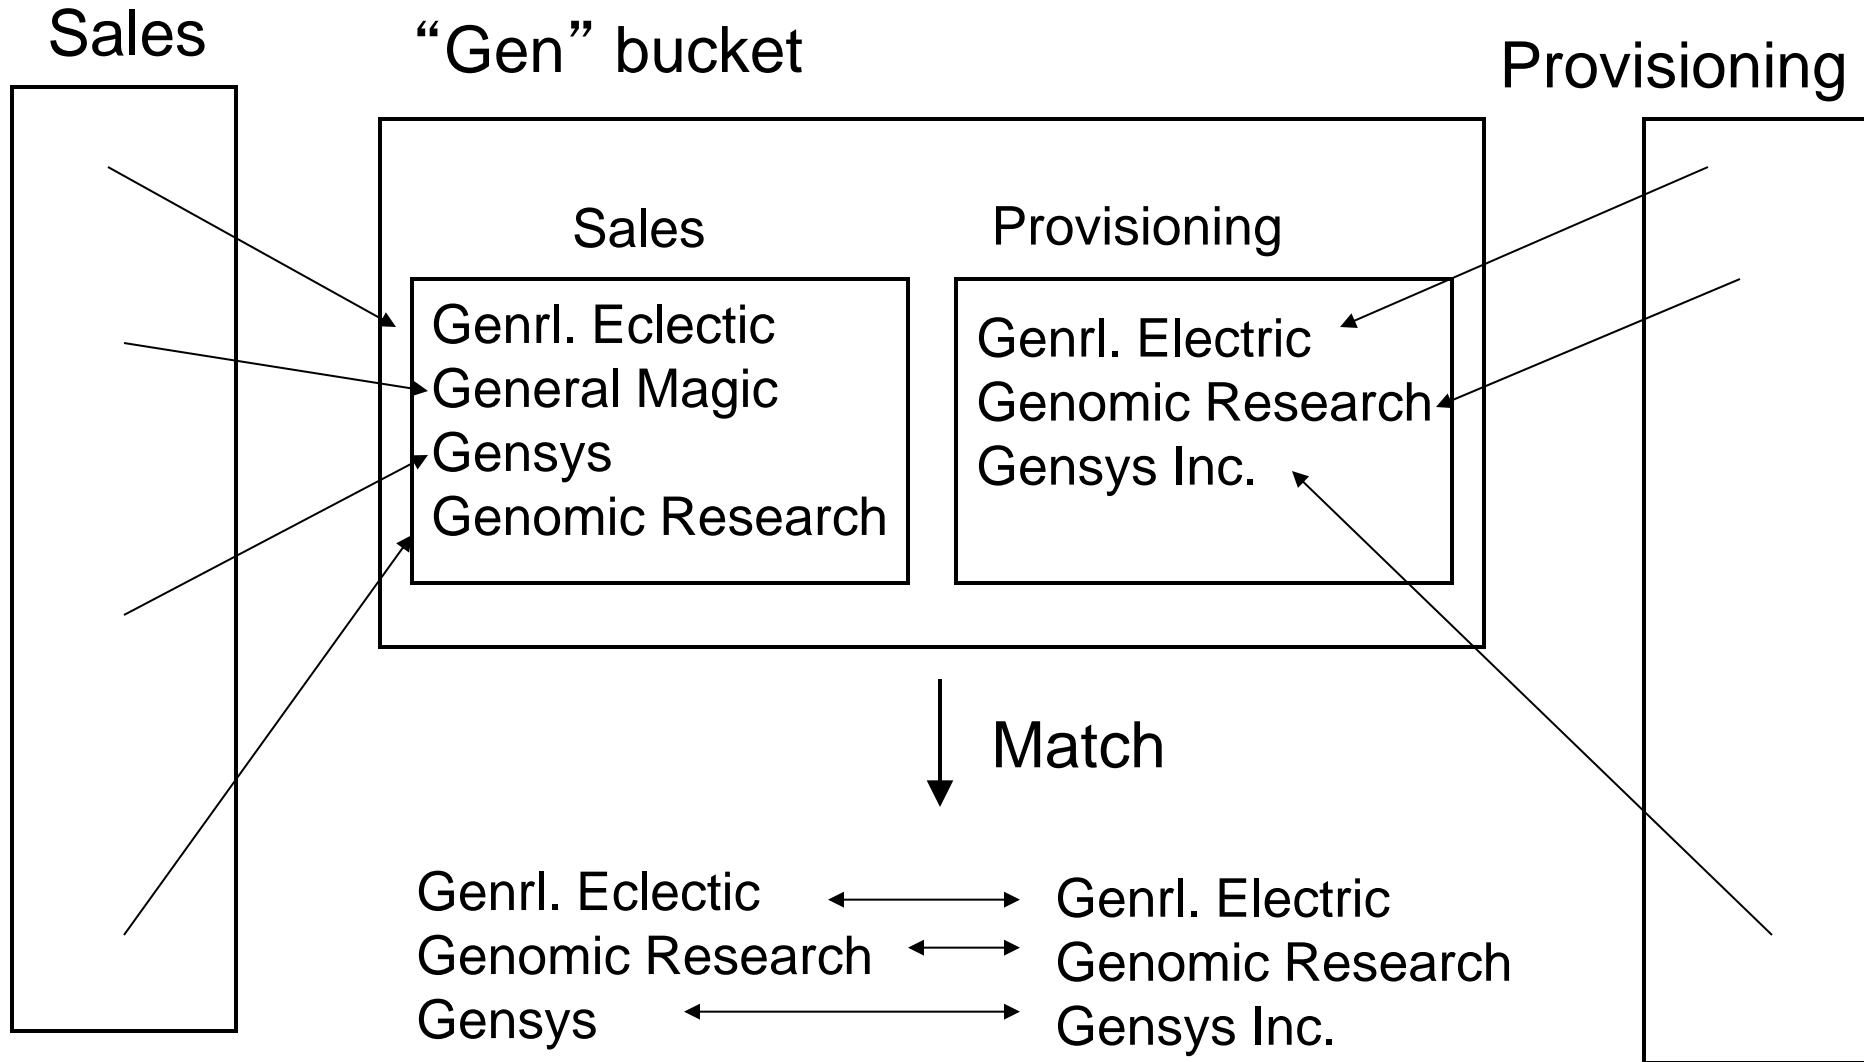 Sales
“Gen” bucket
Provisioning
Sales
Provisioning
Genrl. Eclectic
General Magic
Gensys
Genomic Research
Genrl. Electric
Genomic Research
Gensys Inc.
Match
Genrl. Eclectic
Genomic Research
Gensys
Genrl. Electric
Genomic Research
Gensys Inc.